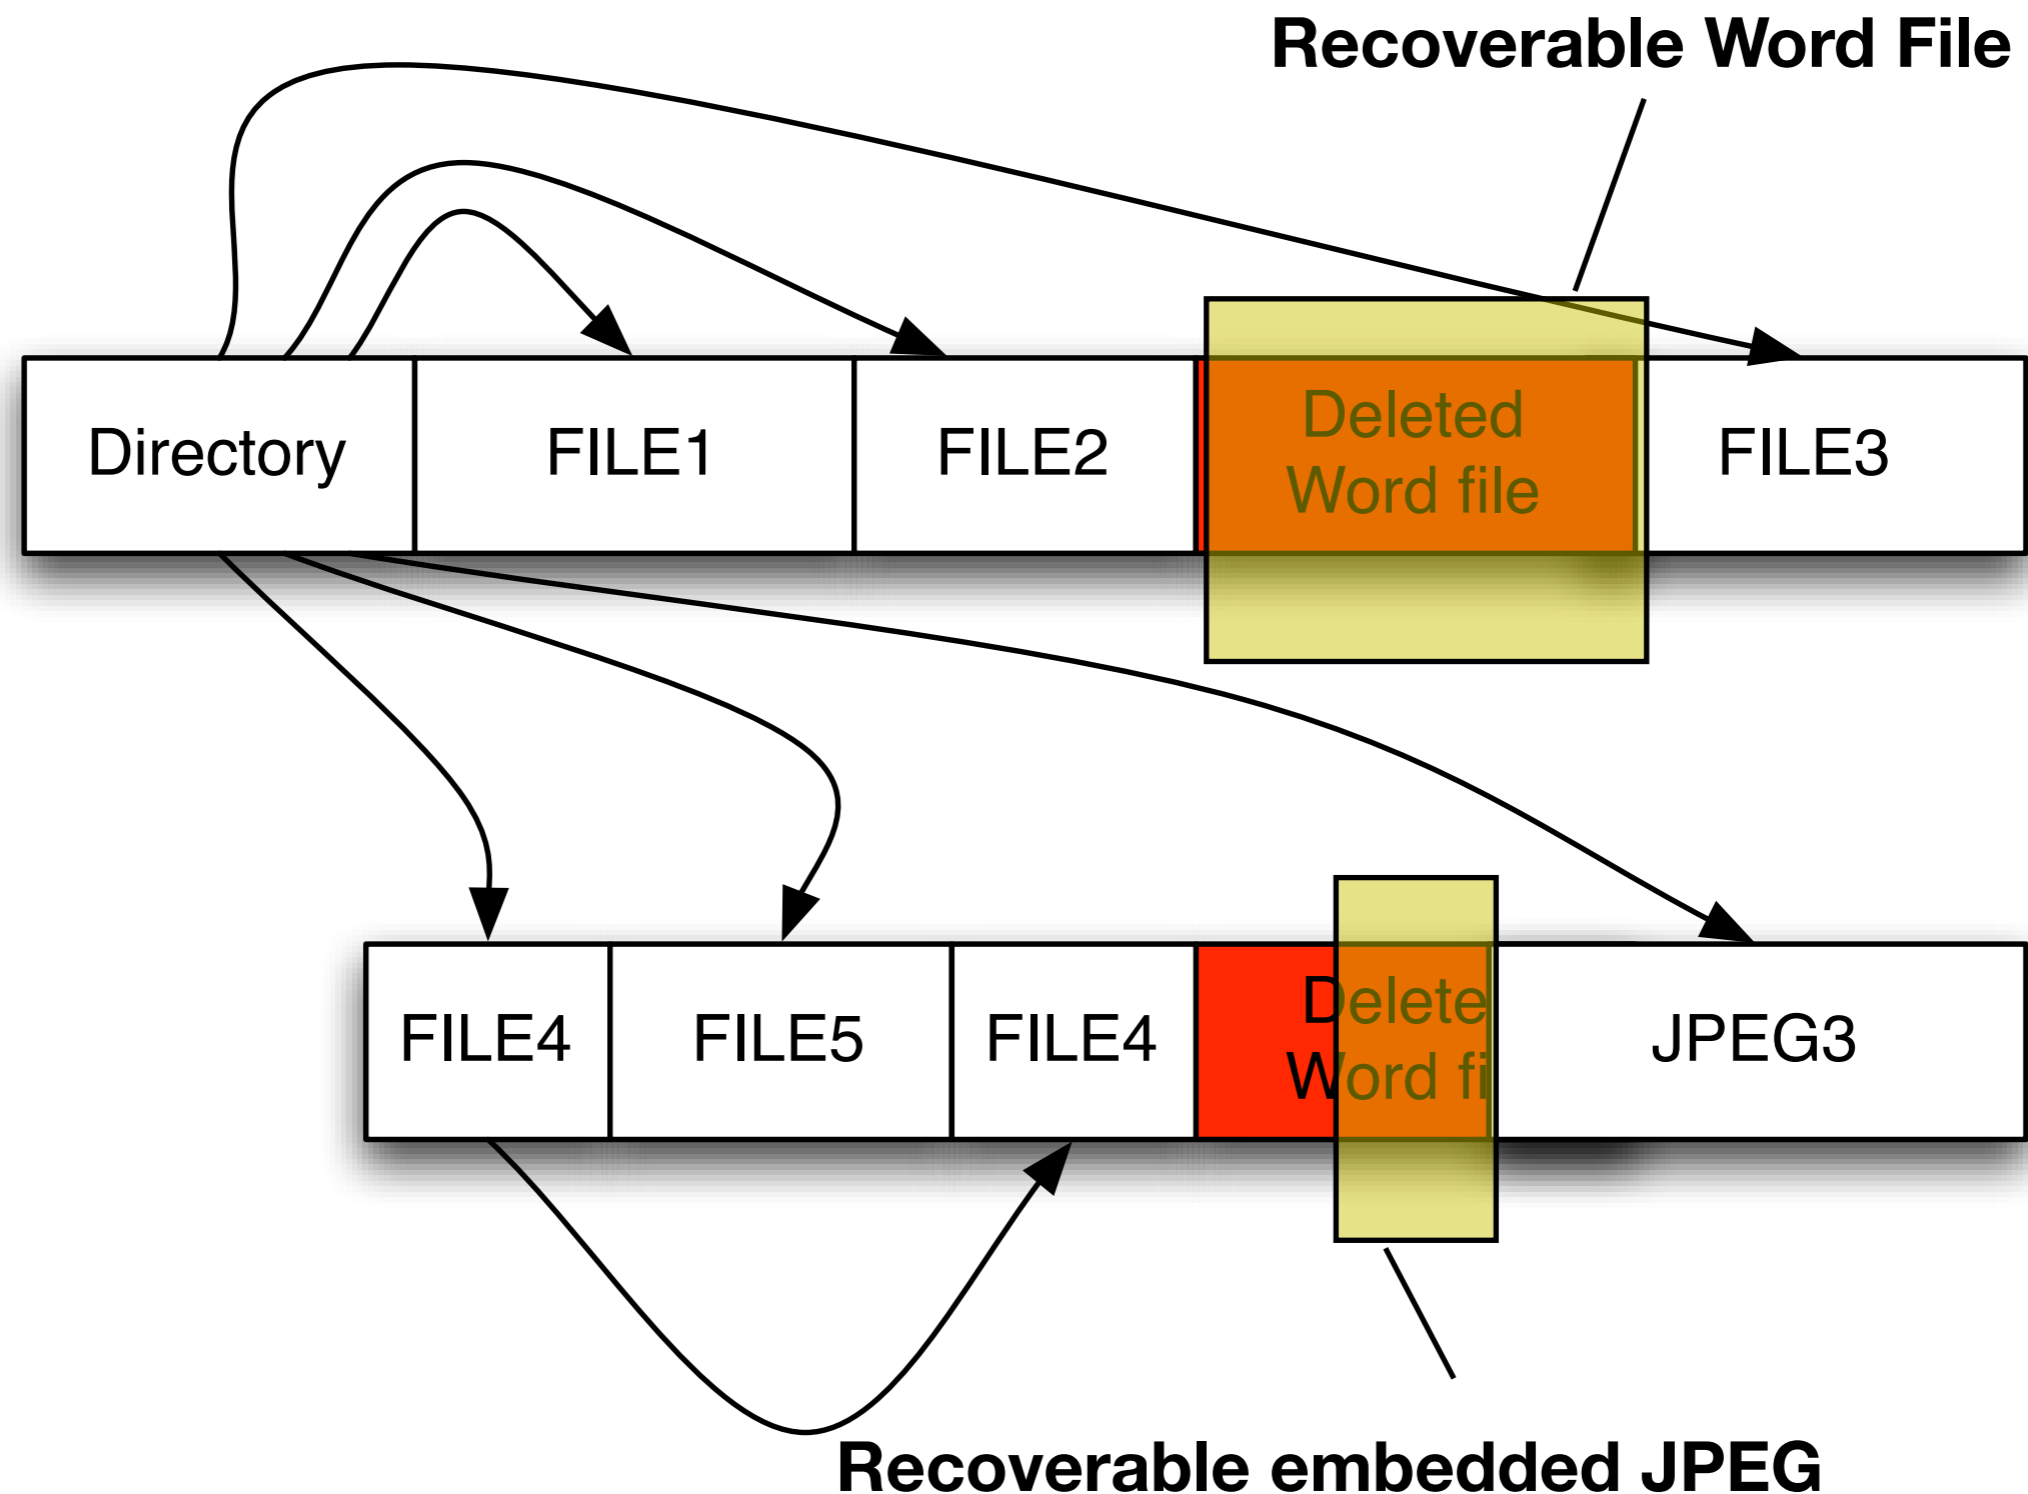 Recoverable Word File
Directory
FILE1
FILE2
Deleted
Word file
FILE3
FILE4
FILE5
FILE4
Delete
Word fi
JPEG3
Recoverable embedded JPEG